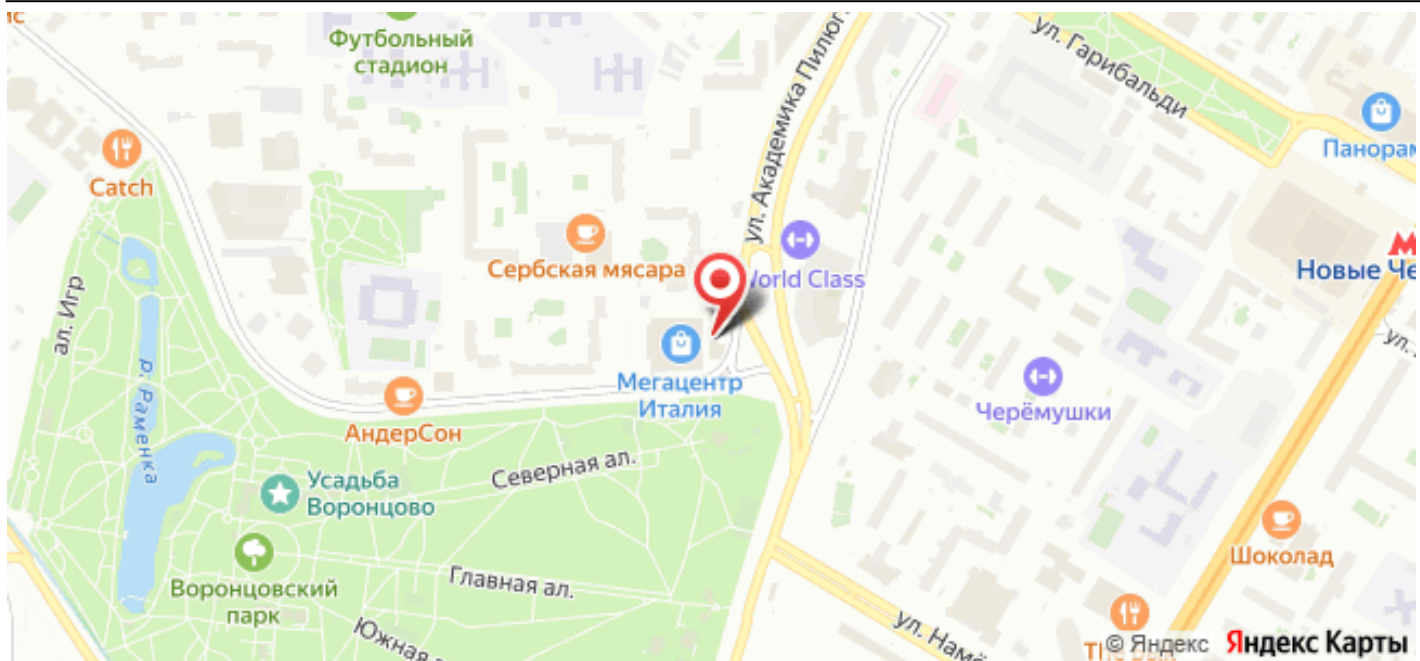 Футбольный
стадион
ул. Академика Пилюг
ул. Гарибальди
Панорам
Catch
Сербская мясара
World Class
Новые Че
ал. Игр
р. Раменка
Мегацентр
Италия
Черёмушки
АндерСон
Северная ал.
Усадьба
Воронцово
Воронцовский
парк
Главная ал.
Южная а
Шоколад
ул. Намё
© Яндекс
Яндекс Карты